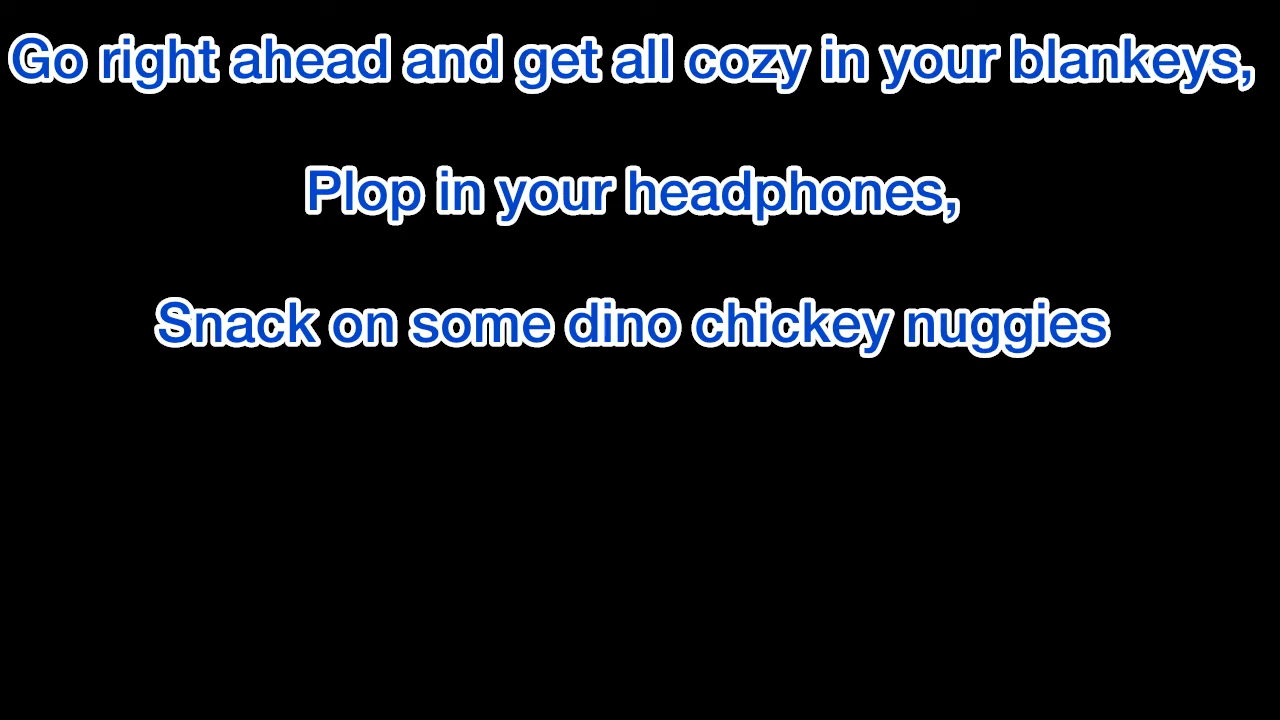 Go right ahead and get all cozy in your blankeys,
Plop in your headphones,
Snack on some dino chickey nuggies